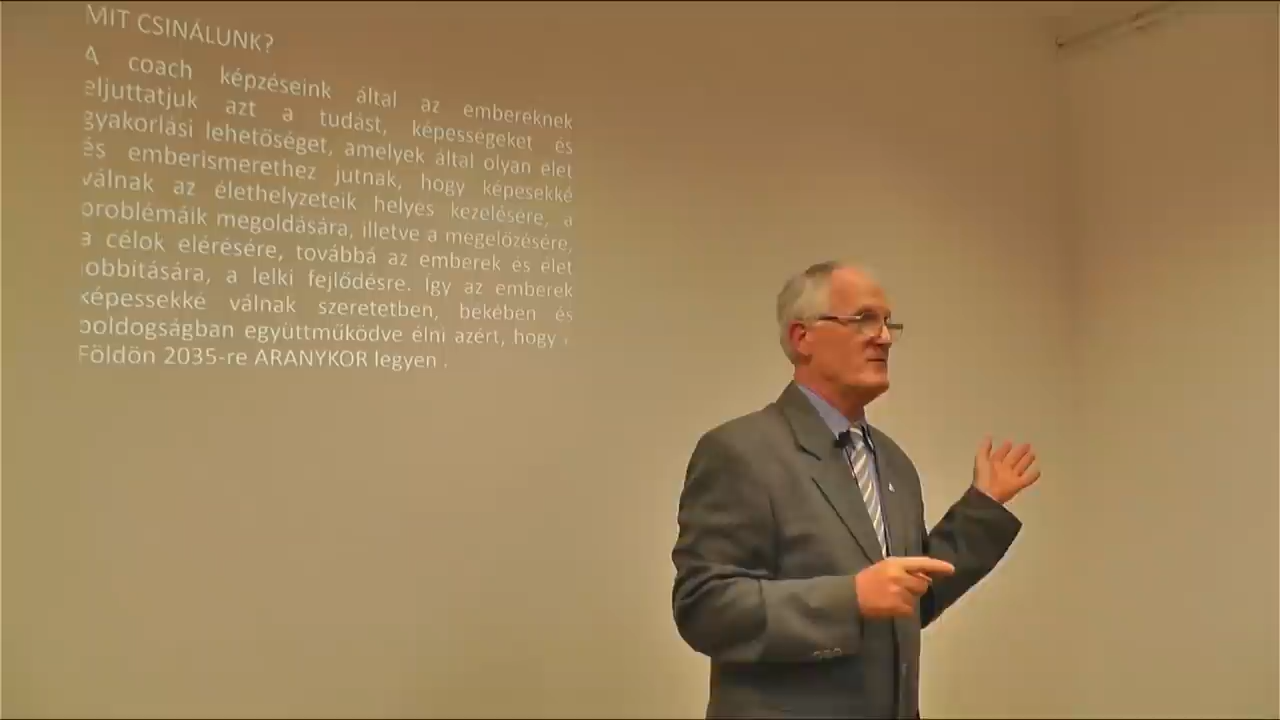 MIT CSINÁLUNK?
A coach képzéseink által az embereknek
eljuttatjuk azt a tudást, képességeket és
gyakorlási lehetőséget, amelyek által olyan élet
és emberismerethez jutnak, hogy képesekké
válnak az élethelyzeteik helyes kezelésére, a
problémáik megoldására, illetve a megelőzésére,
a célok elérésére, továbbá az emberek és élet
jobbítására, a lelki fejlődésre. Így az emberek
képessekké válnak szeretetben, békében és
boldogságban együttműködve élni azért, hogy
Földön 2035-re ARANYKOR legyen .